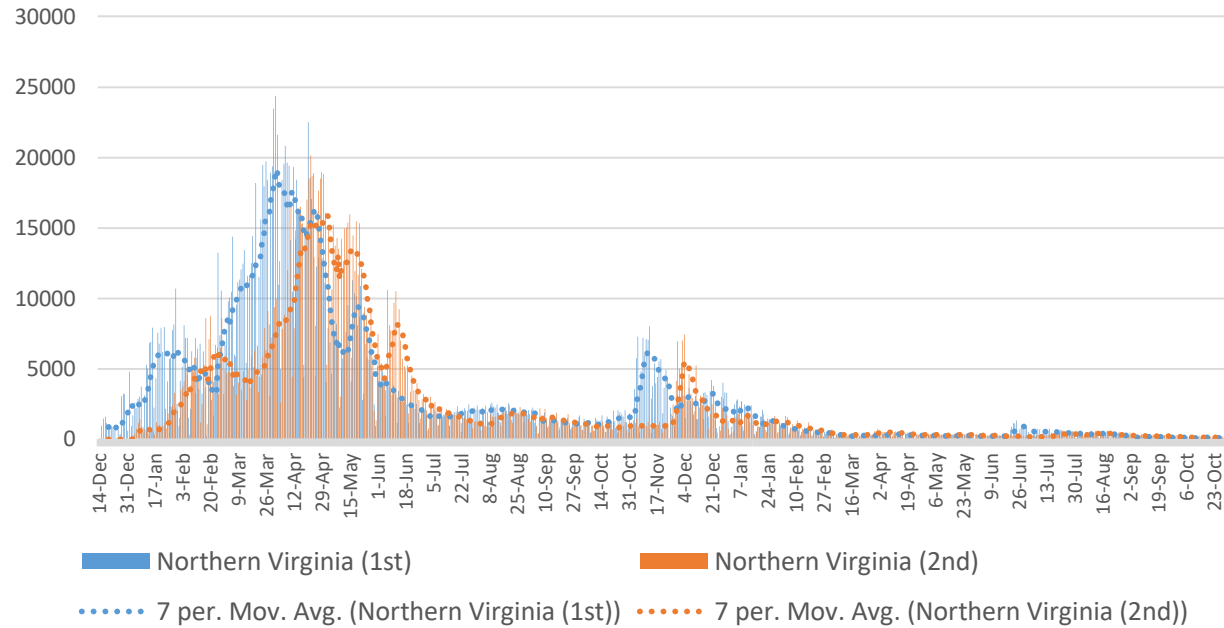 30000
25000
20000
15000
10000
5000
0
14-Dec
31-Dec
17-Jan
3-Feb
20-Feb
9-Mar
26-Mar
12-Apr
29-Apr
15-May
1-Jun
18-Jun
5-Jul
22-Jul
8-Aug
25-Aug
10-Sep
27-Sep
14-Oct
31-Oct
17-Nov
4-Dec
21-Dec
7-Jan
24-Jan
10-Feb
27-Feb
16-Mar
2-Apr
19-Apr
6-May
23-May
9-Jun
26-Jun
13-Jul
30-Jul
16-Aug
2-Sep
19-Sep
6-Oct
23-Oct
Northern Virginia (1st)
Northern Virginia (2nd)
7 per. Mov. Avg. (Northern Virginia (1st))
7 per. Mov. Avg. (Northern Virginia (2nd))